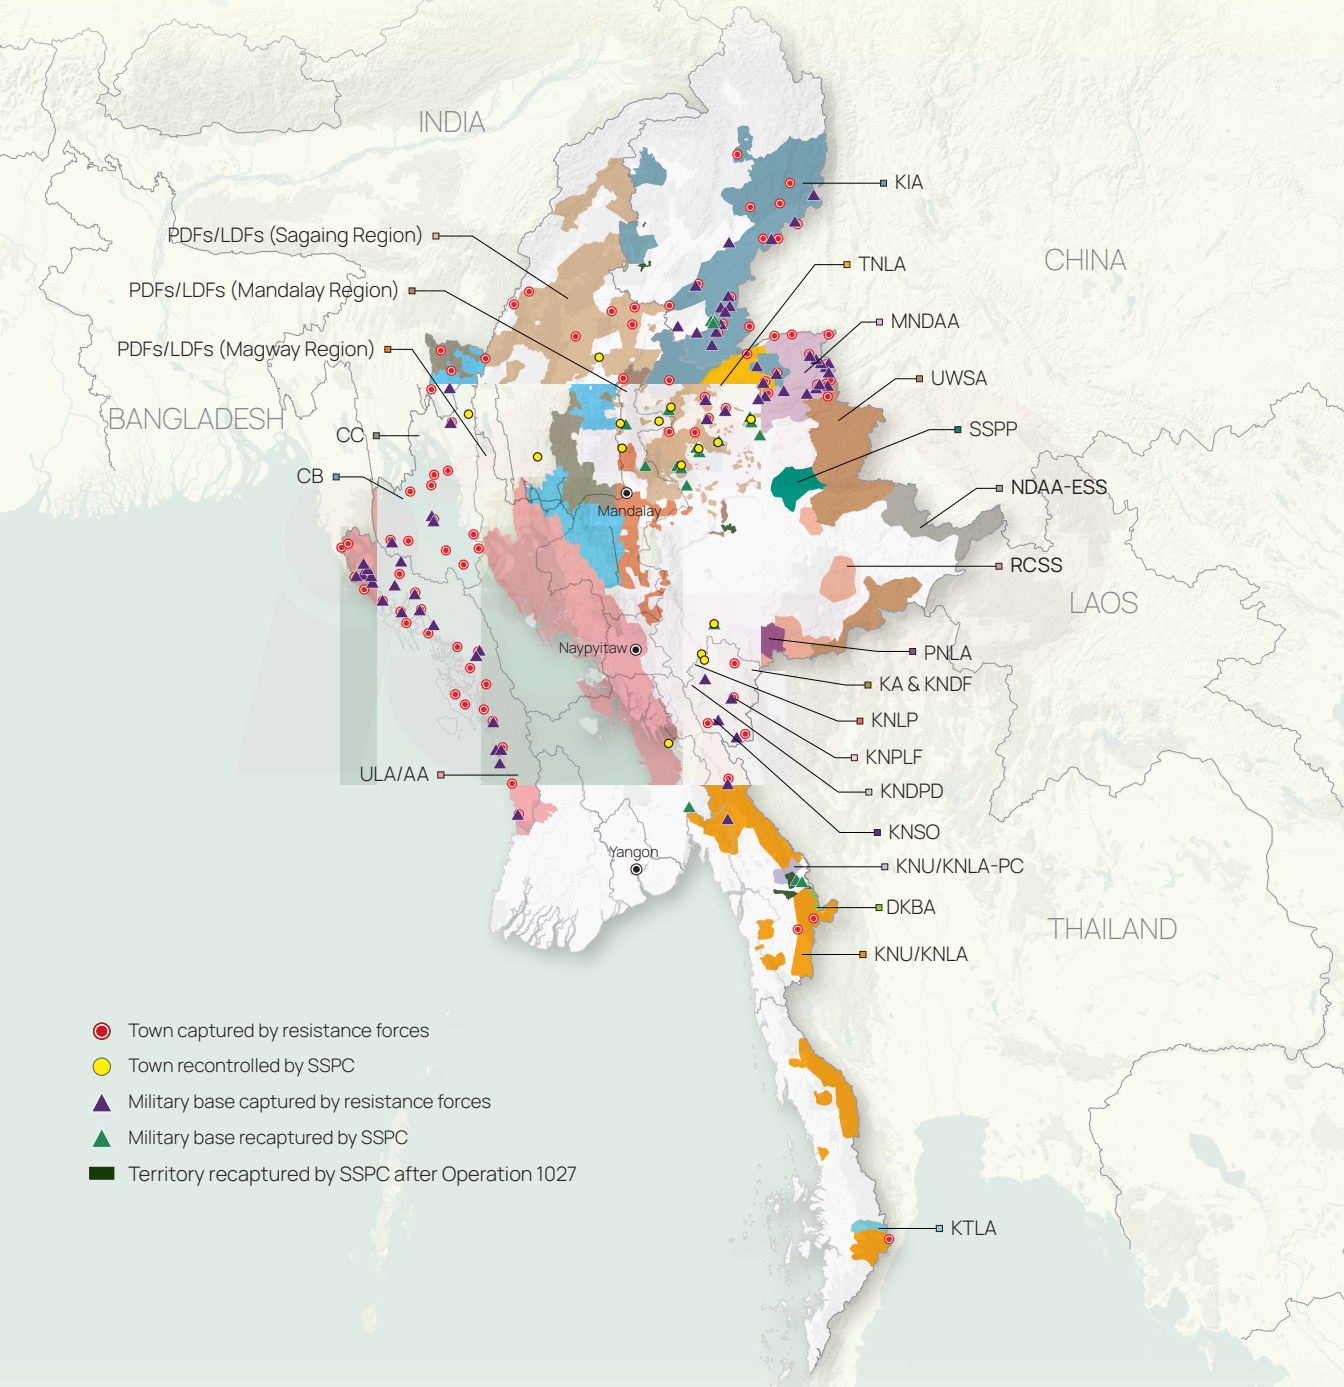 INDIA
KIA
PDFs/LDFs (Sagaing Region)
CHINA
TNLA
PDFs/LDFs (Mandalay Region)
MNDAA
PDFs/LDFs (Magway Region)
UWSA
BANGLADESH
SSPP
CC
CB
NDAA-ESS
Mandalay
RCSS
LAOS
Naypyitaw
PNLA
KA & KNDF
KNLP
KNPLF
ULA/AA
KNDPD
KNSO
Yangon
KNU/KNLA-PC
DKBA
THAILAND
KNU/KNLA
Town captured by resistance forces
Town recontrolled by SSPC
Military base captured by resistance forces
Military base recaptured by SSPC
Territory recaptured by SSPC after Operation 1027
KTLA